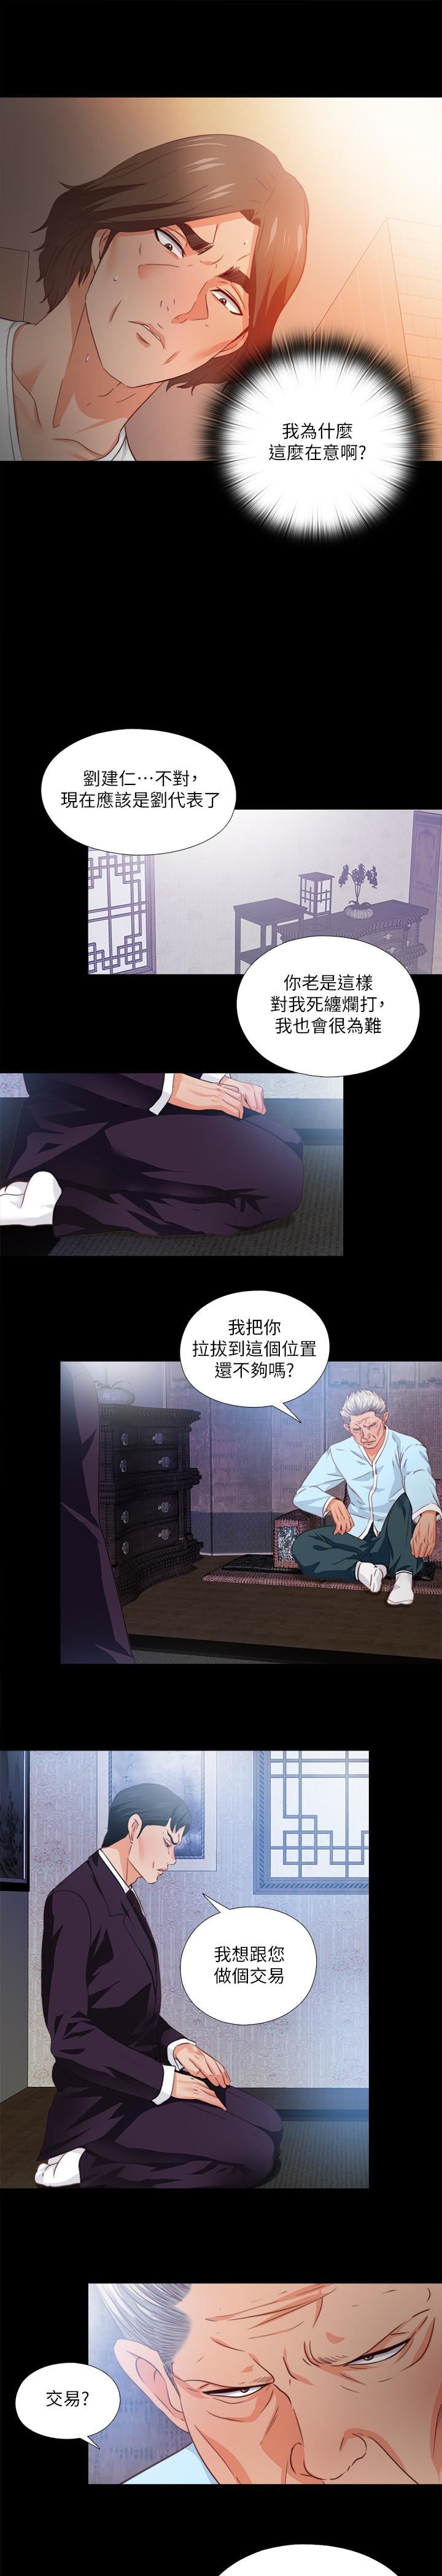 我為什麼
這麼在意啊?
劉建仁⋯不對,
現在應該是劉代表了
你老是這樣
對我死纏爛打,
我也會很為難
我把你
拉拔到這個位置
還不夠嗎?
我想跟您
做個交易
交易?